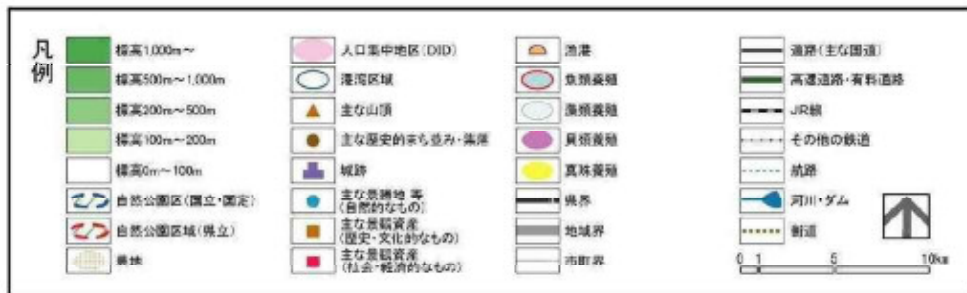 凡例
標高1,000m～
標高500m～1,000m
標高200m～500m
標高100m～200m
標高0m～100m
自然公園区(国立・国定)
自然公園区域(県立)
農地
人口集中地区(DID)
港湾区域
主な山頂
主な歴史的まち並み・集落
城跡
主な景勝地 等
(自然的なもの)
主な景観資産
(歴史・文化的なもの)
主な景観資産
(社会・経済的なもの)
漁港
魚類養殖
藻類養殖
貝類養殖
真珠養殖
県界
地域界
市町界
道路(主な国道)
高速道路・有料道路
JR線
その他の鉄道
航路
河川・ダム
街道
0 1 5 10km